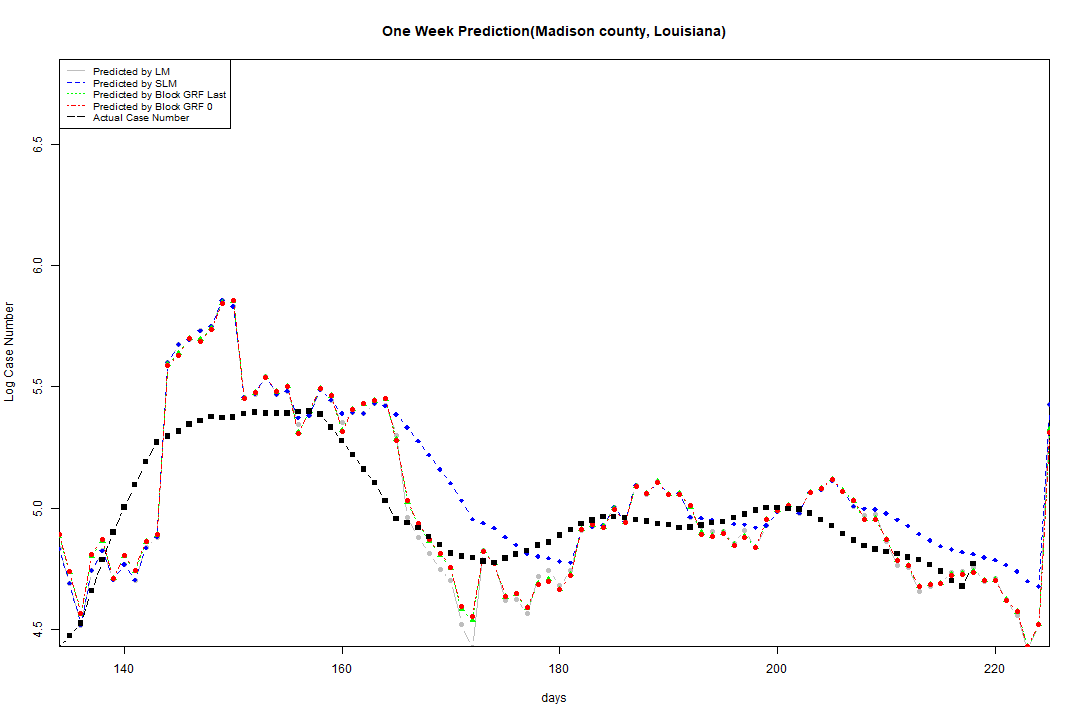 One Week Prediction(Madison county, Louisiana)
Predicted by LM
Predicted by SLM
Predicted by Block GRF Last
Predicted by Block GRF 0
Actual Case Number
6.5
6.0
5.5
5.0
4.5
Log Case Number
140 160 180 200 220
days